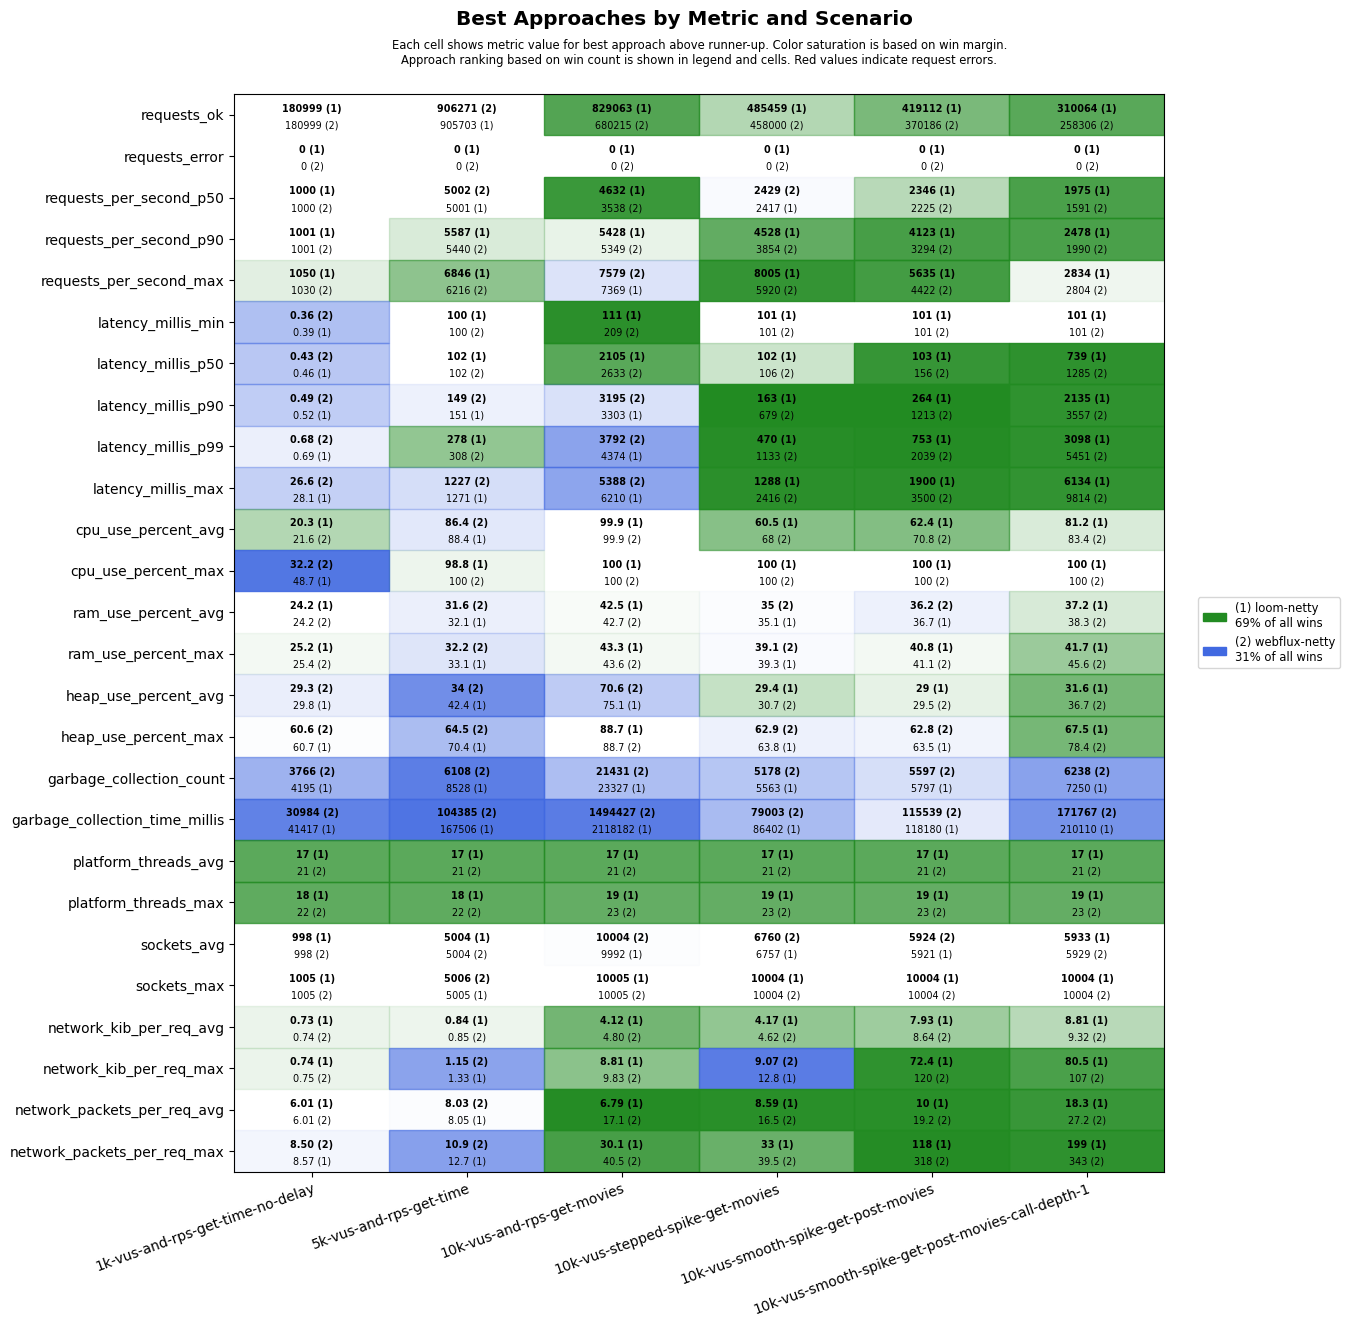 Best Approaches by Metric and Scenario
Each cell shows metric value for best approach above runner-up. Color saturation is based on win margin.
Approach ranking based on win count is shown in legend and cells. Red values indicate request errors.
requests_ok
180999 (1) 906271 (2) 829063 (1) 485459 (1) 419112 (1) 310064 (1)
180999 (2) 905703 (1) 680215 (2) 458000 (2) 370186 (2) 258306 (2)
requests_error
0 (1) 0 (1) 0 (1) 0 (1) 0 (1) 0 (1)
0 (2) 0 (2) 0 (2) 0 (2) 0 (2) 0 (2)
requests_per_second_p50
1000 (1) 5002 (2) 4632 (1) 2429 (2) 2346 (1) 1975 (1)
1000 (2) 5001 (1) 3538 (2) 2417 (1) 2225 (2) 1591 (2)
requests_per_second_p90
1001 (1) 5587 (1) 5428 (1) 4528 (1) 4123 (1) 2478 (1)
1001 (2) 5440 (2) 5349 (2) 3854 (2) 3294 (2) 1990 (2)
requests_per_second_max
1050 (1) 6846 (1) 7579 (2) 8005 (1) 5635 (1) 2834 (1)
1030 (2) 6216 (2) 7369 (1) 5920 (2) 4422 (2) 2804 (2)
latency_millis_min
0.36 (2) 100 (1) 111 (1) 101 (1) 101 (1) 101 (1)
0.39 (1) 100 (2) 209 (2) 101 (2) 101 (2) 101 (2)
latency_millis_p50
0.43 (2) 102 (1) 2105 (1) 102 (1) 103 (1) 739 (1)
0.46 (1) 102 (2) 2633 (2) 106 (2) 156 (2) 1285 (2)
latency_millis_p90
0.49 (2) 149 (2) 3195 (2) 163 (1) 264 (1) 2135 (1)
0.52 (1) 151 (1) 3303 (1) 679 (2) 1213 (2) 3557 (2)
latency_millis_p99
0.68 (2) 278 (1) 3792 (2) 470 (1) 753 (1) 3098 (1)
0.69 (1) 308 (2) 4374 (1) 1133 (2) 2039 (2) 5451 (2)
latency_millis_max
26.6 (2) 1227 (2) 5388 (2) 1288 (1) 1900 (1) 6134 (1)
28.1 (1) 1271 (1) 6210 (1) 2416 (2) 3500 (2) 9814 (2)
cpu_use_percent_avg
20.3 (1) 86.4 (2) 99.9 (1) 60.5 (1) 62.4 (1) 81.2 (1)
21.6 (2) 88.4 (1) 99.9 (2) 68 (2) 70.8 (2) 83.4 (2)
cpu_use_percent_max
32.2 (2) 98.8 (1) 100 (1) 100 (1) 100 (1) 100 (1)
48.7 (1) 100 (2) 100 (2) 100 (2) 100 (2) 100 (2)
ram_use_percent_avg
24.2 (1) 31.6 (2) 42.5 (1) 35 (2) 36.2 (2) 37.2 (1)
24.2 (2) 32.1 (1) 42.7 (2) 35.1 (1) 36.7 (1) 38.3 (2)
ram_use_percent_max
25.2 (1) 32.2 (2) 43.3 (1) 39.1 (2) 40.8 (1) 41.7 (1)
25.4 (2) 33.1 (1) 43.6 (2) 39.3 (1) 41.1 (2) 45.6 (2)
heap_use_percent_avg
29.3 (2) 34 (2) 70.6 (2) 29.4 (1) 29 (1) 31.6 (1)
29.8 (1) 42.4 (1) 75.1 (1) 30.7 (2) 29.5 (2) 36.7 (2)
heap_use_percent_max
60.6 (2) 64.5 (2) 88.7 (1) 62.9 (2) 62.8 (2) 67.5 (1)
60.7 (1) 70.4 (1) 88.7 (2) 63.8 (1) 63.5 (1) 78.4 (2)
garbage_collection_count
3766 (2) 6108 (2) 21431 (2) 5178 (2) 5597 (2) 6238 (2)
4195 (1) 8528 (1) 23327 (1) 5563 (1) 5797 (1) 7250 (1)
garbage_collection_time_millis
30984 (2) 104385 (2) 1494427 (2) 79003 (2) 115539 (2) 171767 (2)
41417 (1) 167506 (1) 2118182 (1) 86402 (1) 118180 (1) 210110 (1)
platform_threads_avg
17 (1) 17 (1) 17 (1) 17 (1) 17 (1) 17 (1)
21 (2) 21 (2) 21 (2) 21 (2) 21 (2) 21 (2)
platform_threads_max
18 (1) 18 (1) 19 (1) 19 (1) 19 (1) 19 (1)
22 (2) 22 (2) 23 (2) 23 (2) 23 (2) 23 (2)
sockets_avg
998 (1) 5004 (1) 10004 (2) 6760 (2) 5924 (2) 5933 (1)
998 (2) 5004 (2) 9992 (1) 6757 (1) 5921 (1) 5929 (2)
sockets_max
1005 (1) 5006 (2) 10005 (1) 10004 (1) 10004 (1) 10004 (1)
1005 (2) 5005 (1) 10005 (2) 10004 (2) 10004 (2) 10004 (2)
network_kib_per_req_avg
0.73 (1) 0.84 (1) 4.12 (1) 4.17 (1) 7.93 (1) 8.81 (1)
0.74 (2) 0.85 (2) 4.80 (2) 4.62 (2) 8.64 (2) 9.32 (2)
network_kib_per_req_max
0.74 (1) 1.15 (2) 8.81 (1) 9.07 (2) 72.4 (1) 80.5 (1)
0.75 (2) 1.33 (1) 9.83 (2) 12.8 (1) 120 (2) 107 (2)
network_packets_per_req_avg
6.01 (1) 8.03 (2) 6.79 (1) 8.59 (1) 10 (1) 18.3 (1)
6.01 (2) 8.05 (1) 17.1 (2) 16.5 (2) 19.2 (2) 27.2 (2)
network_packets_per_req_max
8.50 (2) 10.9 (2) 30.1 (1) 33 (1) 118 (1) 199 (1)
8.57 (1) 12.7 (1) 40.5 (2) 39.5 (2) 318 (2) 343 (2)
1k-vus-and-rps-get-time-no-delay
5k-vus-and-rps-get-time
10k-vus-and-rps-get-movies
10k-vus-stepped-spike-get-movies
10k-vus-smooth-spike-get-post-movies
10k-vus-smooth-spike-get-post-movies-call-depth-1
(1) loom-netty
69% of all wins
(2) webflux-netty
31% of all wins